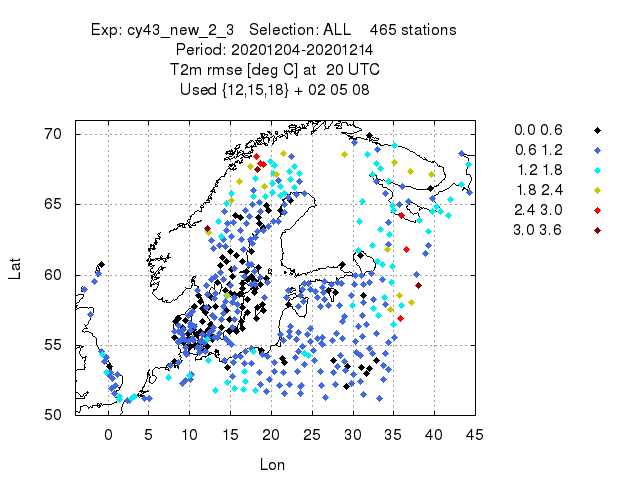 Exp: cy43_new_2_3 Selection: ALL 465 stations
Period: 20201204-20201214
T2m rmse [deg C] at 20 UTC
Used {12,15,18} + 02 05 08
0.0 0.6
0.6 1.2
1.2 1.8
1.8 2.4
2.4 3.0
3.0 3.6
Lat
70
65
60
55
50
0 5 10 15 20 25 30 35 40 45
Lon